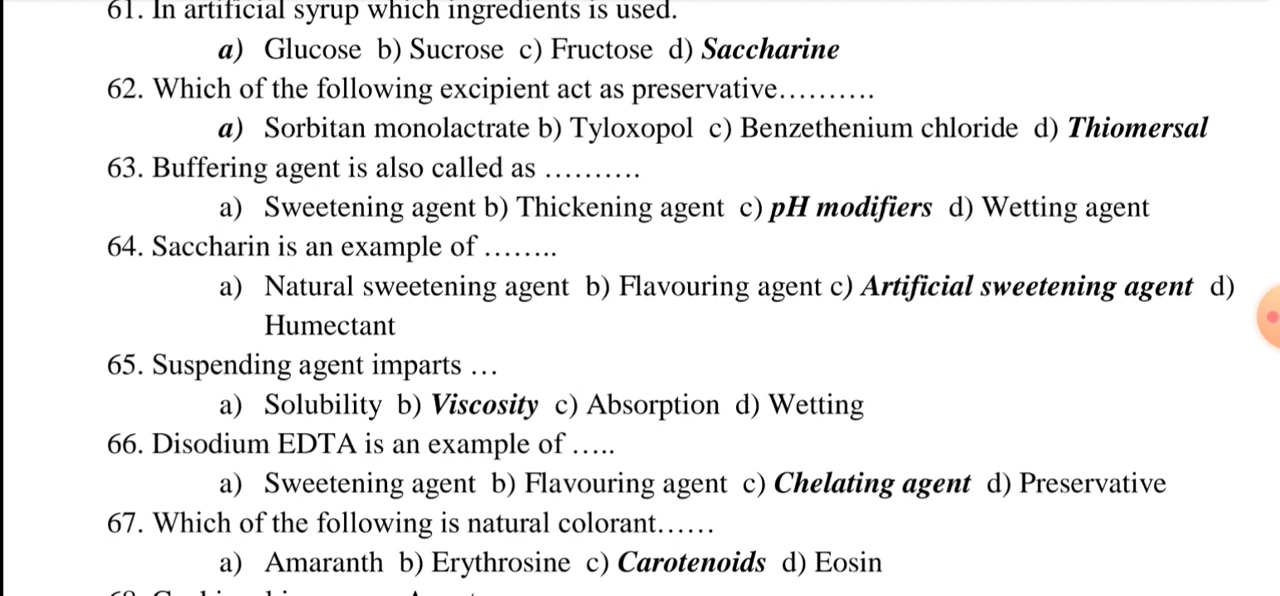 61. In artificial syrup which ingredients is used.
a) Glucose b) Sucrose c) Fructose d) Saccharine
62. Which of the following excipient act as preservative..........
a) Sorbitan monolactrate b) Tyloxopol c) Benzethenium chloride d) Thiomersal
63. Buffering agent is also called as ..........
a) Sweetening agent b) Thickening agent c) pH modifiers d) Wetting agent
64. Saccharin is an example of ........
a) Natural sweetening agent b) Flavouring agent c) Artificial sweetening agent d)
Humectant
65. Suspending agent imparts ...
a) Solubility b) Viscosity c) Absorption d) Wetting
66. Disodium EDTA is an example of .....
a) Sweetening agent b) Flavouring agent c) Chelating agent d) Preservative
67. Which of the following is natural colorant......
a) Amaranth b) Erythrosine c) Carotenoids d) Eosin